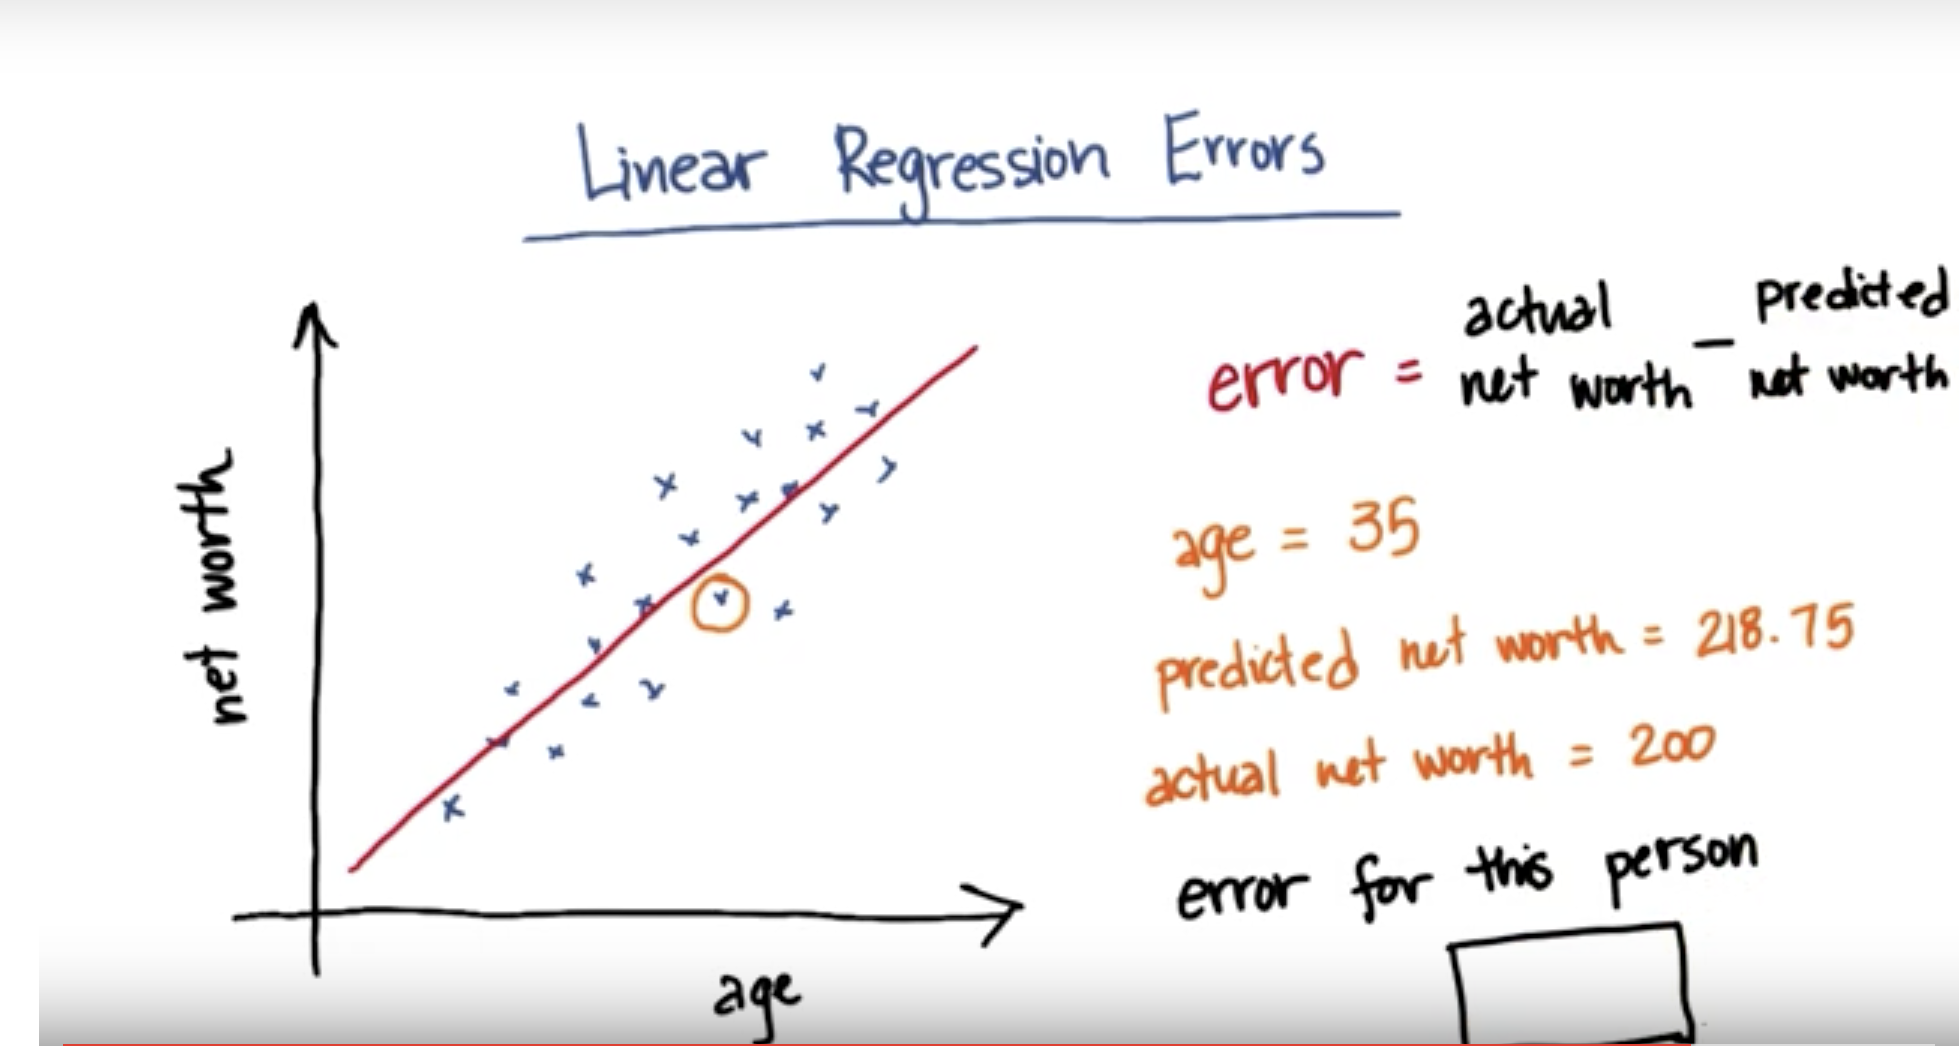 Linear Regression Errors
net worth
age
error = actual net worth - predicted net worth
age = 35
predicted net worth = 218.75
actual net worth = 200
error for this person